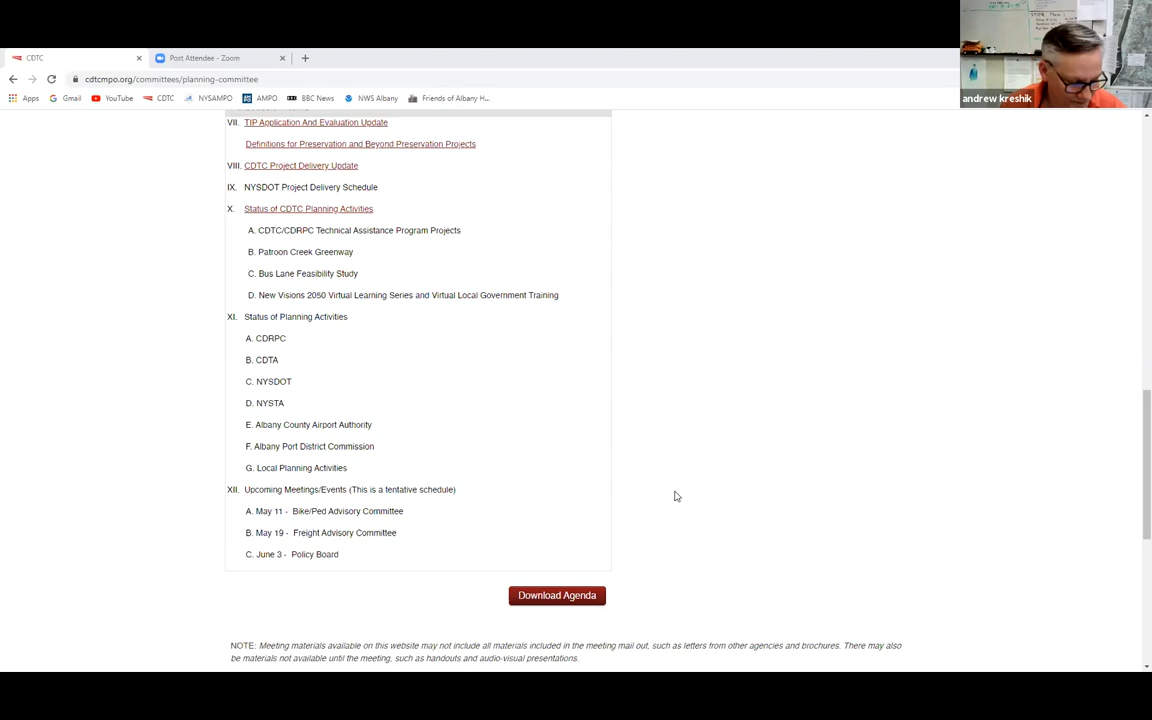 CDTC
Post Attendee - Zoom
cdtcmpo.org/committees/planning-committee
Apps Gmail YouTube CDTC NYSAMPO AMPO BBC News NWS Albany Friends of Albany H...
andrew kreshik
VII. TIP Application And Evaluation Update
Definitions for Preservation and Beyond Preservation Projects
VIII. CDTC Project Delivery Update
IX. NYSDOT Project Delivery Schedule
X. Status of CDTC Planning Activities
A. CDTC/CDRPC Technical Assistance Program Projects
B. Patroon Creek Greenway
C. Bus Lane Feasibility Study
D. New Visions 2050 Virtual Learning Series and Virtual Local Government Training
XI. Status of Planning Activities
A. CDRPC
B. CDTA
C. NYSDOT
D. NYSTA
E. Albany County Airport Authority
F. Albany Port District Commission
G. Local Planning Activities
XII. Upcoming Meetings/Events (This is a tentative schedule)
A. May 11 - Bike/Ped Advisory Committee
B. May 19 - Freight Advisory Committee
C. June 3 - Policy Board
Download Agenda
NOTE: Meeting materials available on this website may not include all materials included in the meeting mail out, such as letters from other agencies and brochures. There may also
be materials not available until the meeting, such as handouts and audio-visual presentations.